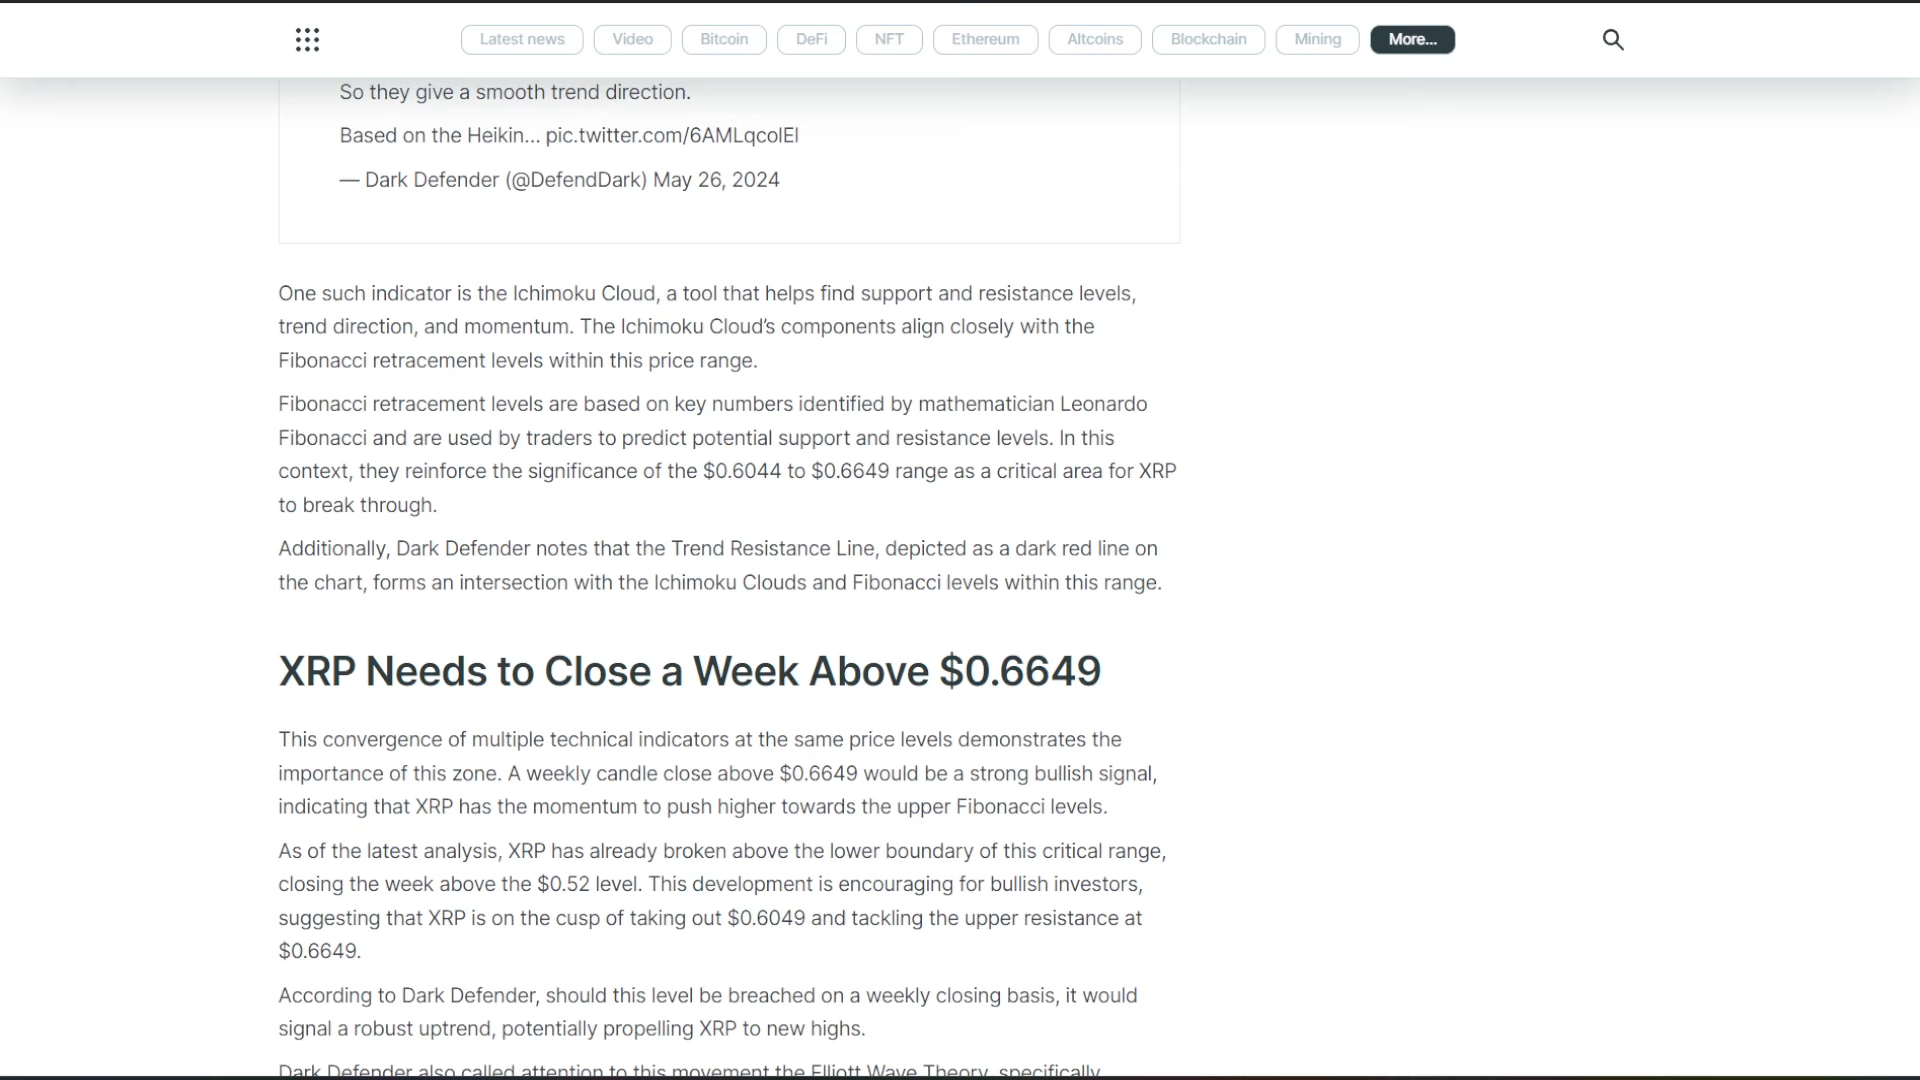 Latest news Video Bitcoin DeFi NFT Ethereum Altcoins Blockchain Mining More...
So they give a smooth trend direction.
Based on the Heikin… pic.twitter.com/6AMLqcolEl
— Dark Defender (@DefendDark) May 26, 2024
One such indicator is the Ichimoku Cloud, a tool that helps find support and resistance levels,
trend direction, and momentum. The Ichimoku Cloud’s components align closely with the
Fibonacci retracement levels within this price range.
Fibonacci retracement levels are based on key numbers identified by mathematician Leonardo
Fibonacci and are used by traders to predict potential support and resistance levels. In this
context, they reinforce the significance of the $0.6044 to $0.6649 range as a critical area for XRP
to break through.
Additionally, Dark Defender notes that the Trend Resistance Line, depicted as a dark red line on
the chart, forms an intersection with the Ichimoku Clouds and Fibonacci levels within this range.
XRP Needs to Close a Week Above $0.6649
This convergence of multiple technical indicators at the same price levels demonstrates the
importance of this zone. A weekly candle close above $0.6649 would be a strong bullish signal,
indicating that XRP has the momentum to push higher towards the upper Fibonacci levels.
As of the latest analysis, XRP has already broken above the lower boundary of this critical range,
closing the week above the $0.52 level. This development is encouraging for bullish investors,
suggesting that XRP is on the cusp of taking out $0.6049 and tackling the upper resistance at
$0.6649.
According to Dark Defender, should this level be breached on a weekly closing basis, it would
signal a robust uptrend, potentially propelling XRP to new highs.
Dark Defender also called attention to this movement the Elliott Wave Theory, specifically